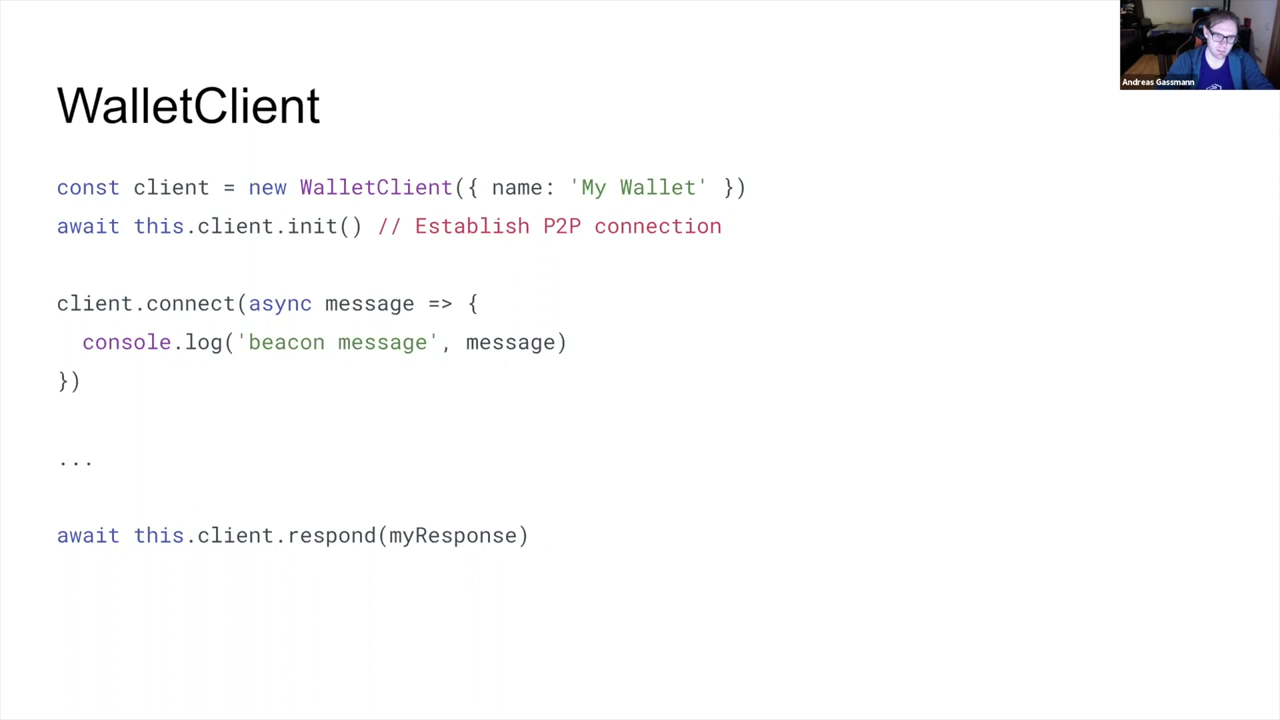 WalletClient
Andreas Gassmann
const client = new WalletClient({ name: 'My Wallet' })
await this.client.init() // Establish P2P connection
client.connect(async message => {
console.log('beacon message', message)
})
...
await this.client.respond(myResponse)